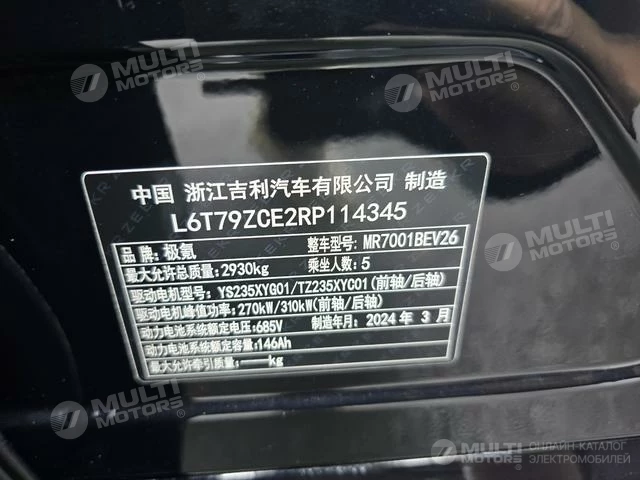 MULTI
MOTORS
MULTI
MOTORS
中国 浙江吉利汽车有限公司 制造
L6T79ZCE2RP114345
品牌: 极氪 整车型号: MR7001BEV26
最大允许总质量: 2930kg 乘坐人数: 5
驱动电机型号: YS235XYG01/TZ235XYC01(前轴/后轴)
驱动电机峰值功率: 270kW/310kW(前轴/后轴)
动力电池系统额定电压: 685V 制造年月: 2024 年 3 月
动力电池系统额定容量: 146Ah
最大允许牵引质量: ——kg
MULTI
MOTORS
MULTI
MOTORS
ОНЛАЙН КАТАЛОГ
ЭЛЕКТРОМОБИЛЕЙ